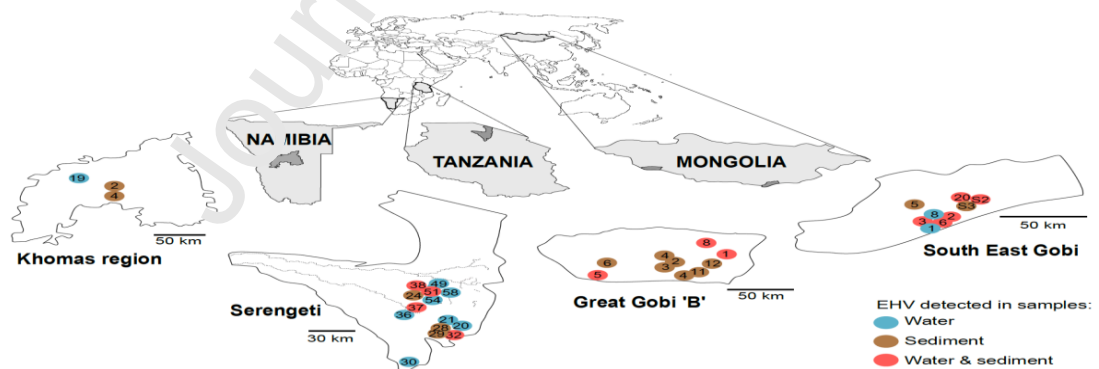 Jour
NAMIBIA
TANZANIA
MONGOLIA
19
2
4
50 km
Khomas region
38
49
24
51
58
54
37
36
21
20
28
29
32
30
Serengeti
30 km
8
1
6
4
2
12
3
11
5
4
50 km
Great Gobi 'B'
5
20
S2
S3
8
2
3
6
1
50 km
South East Gobi
EHV detected in samples:
Water
Sediment
Water & sediment